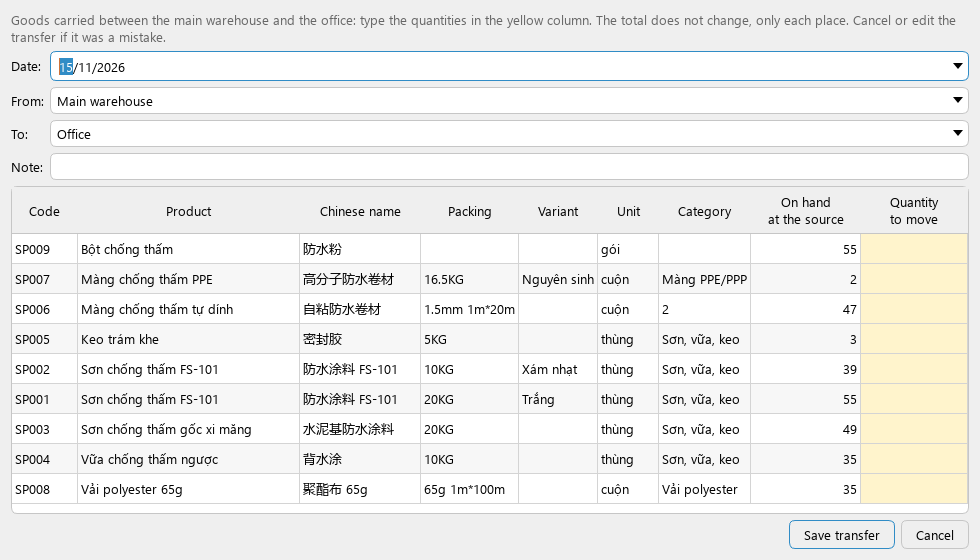 Goods carried between the main warehouse and the office: type the quantities in the yellow column. The total does not change, only each place. Cancel or edit the
transfer if it was a mistake.
Date: 15/11/2026
From: Main warehouse
To: Office
Note:
Code Product Chinese name Packing Variant Unit Category On hand at the source Quantity to move
SP009 Bột chống thấm 防水粉 gói 55
SP007 Màng chống thấm PPE 高分子防水卷材 16.5KG Nguyên sinh cuộn Màng PPE/PPP 2
SP006 Màng chống thấm tự dính 自粘防水卷材 1.5mm 1m*20m cuộn 2 47
SP005 Keo trám khe 密封胶 5KG thùng Sơn, vữa, keo 3
SP002 Sơn chống thấm FS-101 防水涂料 FS-101 10KG Xám nhạt thùng Sơn, vữa, keo 39
SP001 Sơn chống thấm FS-101 防水涂料 FS-101 20KG Trắng thùng Sơn, vữa, keo 55
SP003 Sơn chống thấm gốc xi măng 水泥基防水涂料 20KG thùng Sơn, vữa, keo 49
SP004 Vữa chống thấm ngược 背水涂 10KG thùng Sơn, vữa, keo 35
SP008 Vải polyester 65g 聚酯布 65g 65g 1m*100m cuộn Vải polyester 35
Save transfer Cancel